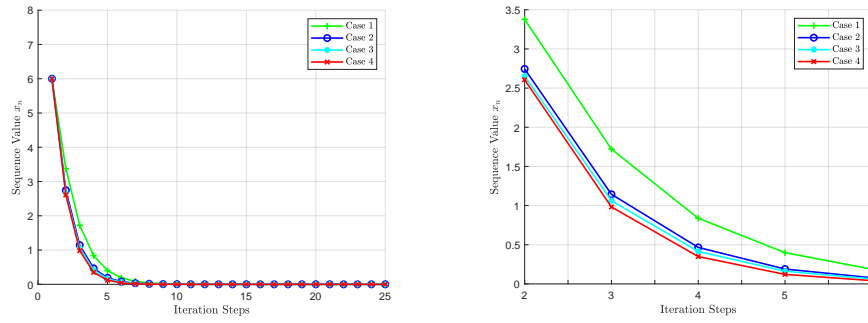 8
7
6
5
4
3
2
1
0
Sequence Value x_n
0 5 10 15 20 25
Iteration Steps
Case 1
Case 2
Case 3
Case 4
3.5
3
2.5
2
1.5
1
0.5
0
Sequence Value x_n
2 3 4 5
Iteration Steps
Case 1
Case 2
Case 3
Case 4